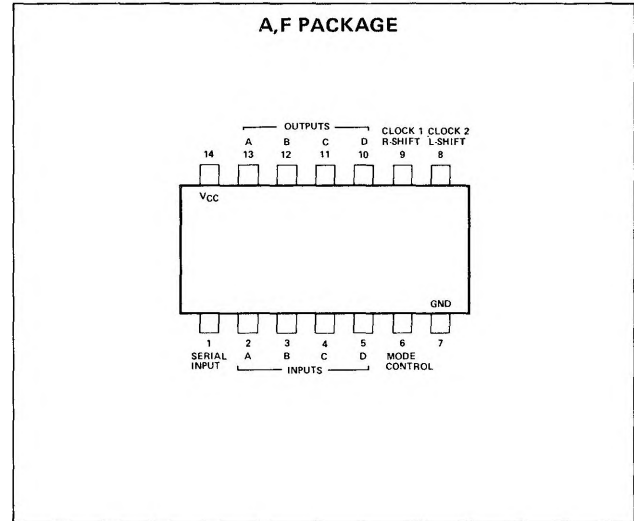 A,F PACKAGE
OUTPUTS
CLOCK 1 CLOCK 2
A B C D R-SHIFT L-SHIFT
14 13 12 11 10 9 8
VCC
GND
1 2 3 4 5 6 7
SERIAL A B C D MODE
INPUT INPUTS CONTROL